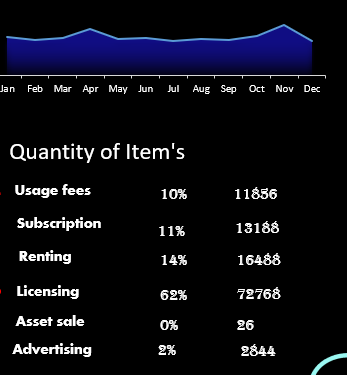 Jan Feb Mar Apr May Jun Jul Aug Sep Oct Nov Dec
Quantity of Item's
Usage fees 10% 11856
Subscription 11% 13188
Renting 14% 16488
Licensing 62% 72768
Asset sale 0% 26
Advertising 2% 2844